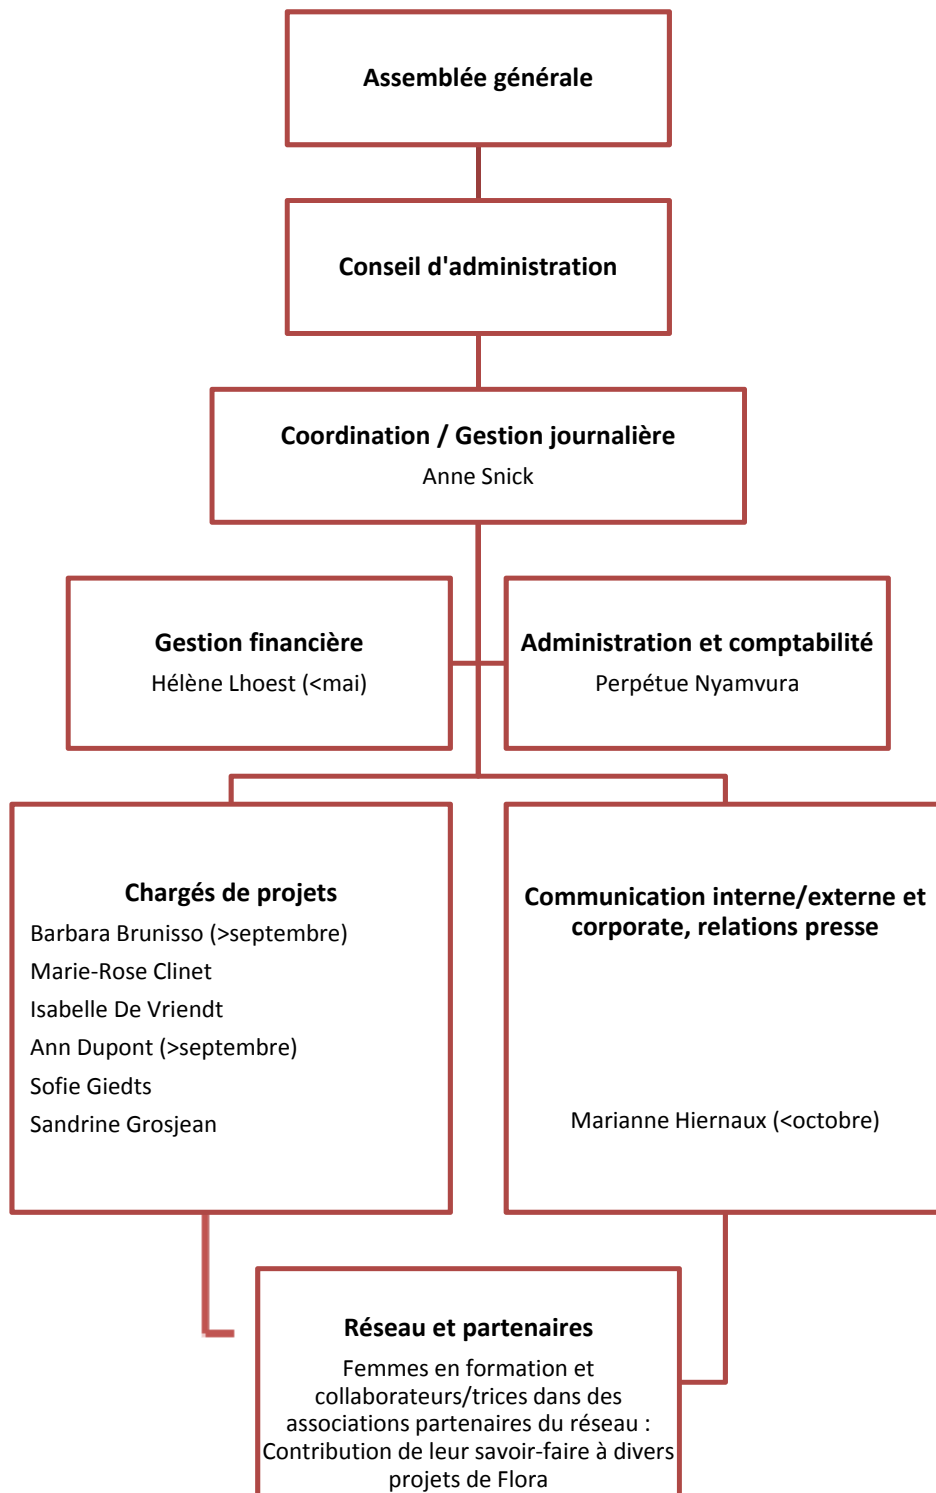 Assemblée générale
Conseil d'administration
Coordination / Gestion journalière
Anne Snick
Gestion financière
Hélène Lhoest (<mai)
Administration et comptabilité
Perpétue Nyamvura
Chargés de projets
Barbara Brunisso (>septembre)
Marie-Rose Clinet
Isabelle De Vriendt
Ann Dupont (>septembre)
Sofie Giedts
Sandrine Grosjean
Communication interne/externe et
corporate, relations presse
Marianne Hiernaux (<octobre)
Réseau et partenaires
Femmes en formation et
collaborateurs/trices dans des
associations partenaires du réseau :
Contribution de leur savoir-faire à divers
projets de Flora